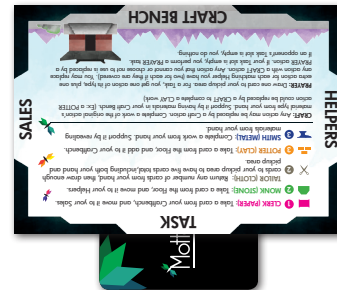 TASK
1 CLERK (PAPER): Take a card from your Craftbench, and move it to your Sales.
2 MONK (STONE): Take a card from the floor, and move it to your Helpers.
2 TAILOR (CLOTH): Return any number of cards from your hand, then draw enough
cards to your picked area to have five cards total, including both your hand and
picked area.
3 POTTER (CLAY): Take a card from the floor, and add it to your Craftbench.
3 SMITH (METAL): Complete a work from your hand. Support it by revealing
materials from your hand.
CRAFT: Any action may be replaced by a Craft action. Complete a work of the original action's
material type from your hand. Support by having materials in your Craft Bench. (Ex: a POTTER
action could be replaced by a CRAFT to complete a CLAY work)
PRAYER: Draw one card to your picked area. For a Task, you get one action of its type, plus one
extra action for each matching Helper you have (two for each if they are covered). You may replace
any action with a CRAFT action. Any action that you cannot or choose not to use is replaced by a
PRAYER action. If your Task slot is empty, you perform a PRAYER task.
If an opponent's Task slot is empty, you do nothing.
CRAFT BENCH
SALES
HELPERS
Mott